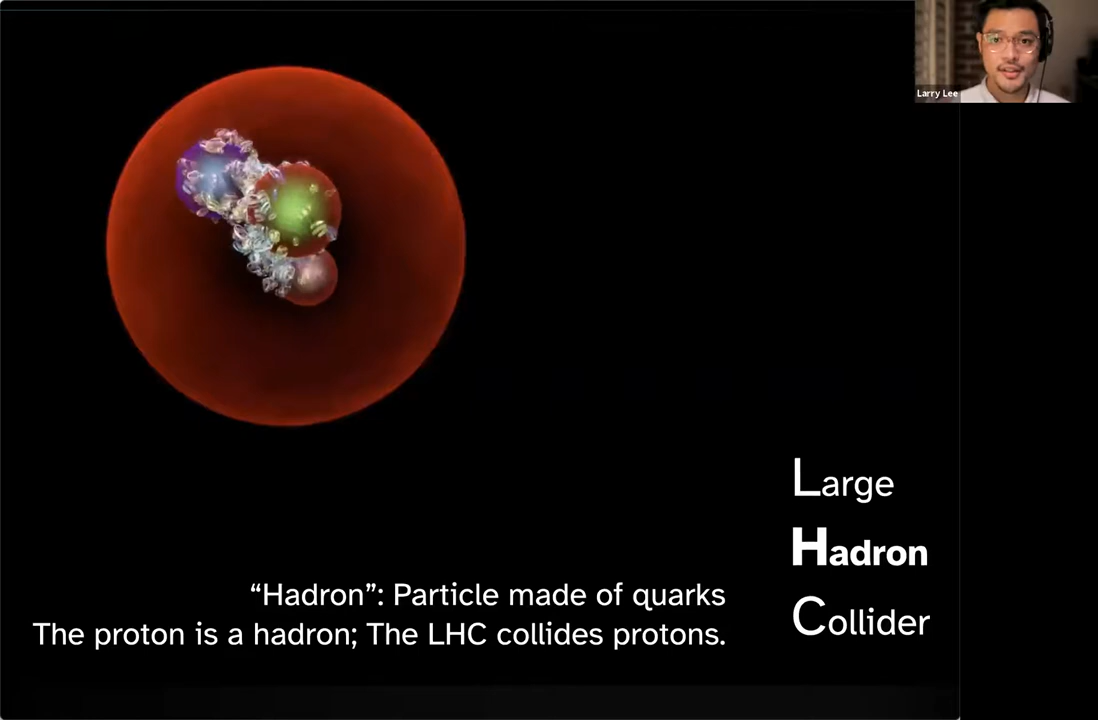 Larry Lee
Large
Hadron
Collider
“Hadron”: Particle made of quarks
The proton is a hadron; The LHC collides protons.